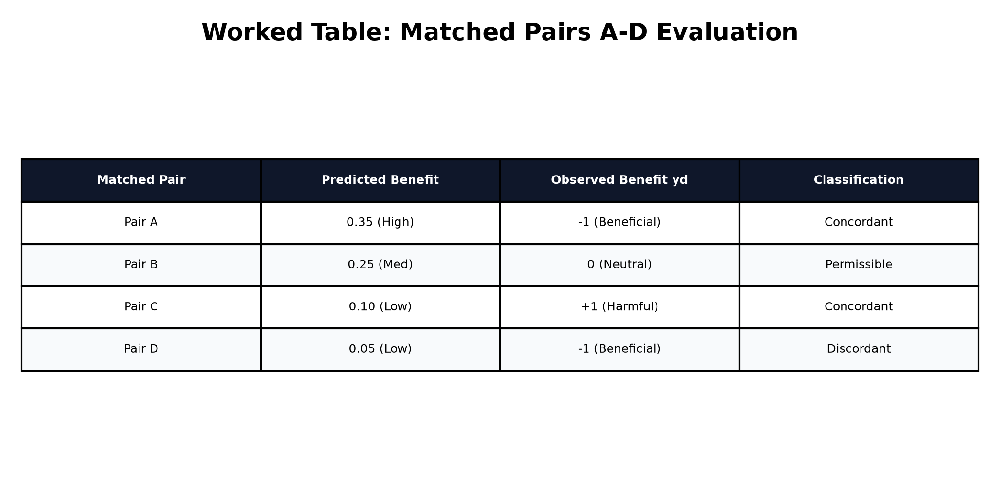 Worked Table: Matched Pairs A-D Evaluation
Matched Pair Predicted Benefit Observed Benefit yd Classification
Pair A 0.35 (High) -1 (Beneficial) Concordant
Pair B 0.25 (Med) 0 (Neutral) Permissible
Pair C 0.10 (Low) +1 (Harmful) Concordant
Pair D 0.05 (Low) -1 (Beneficial) Discordant